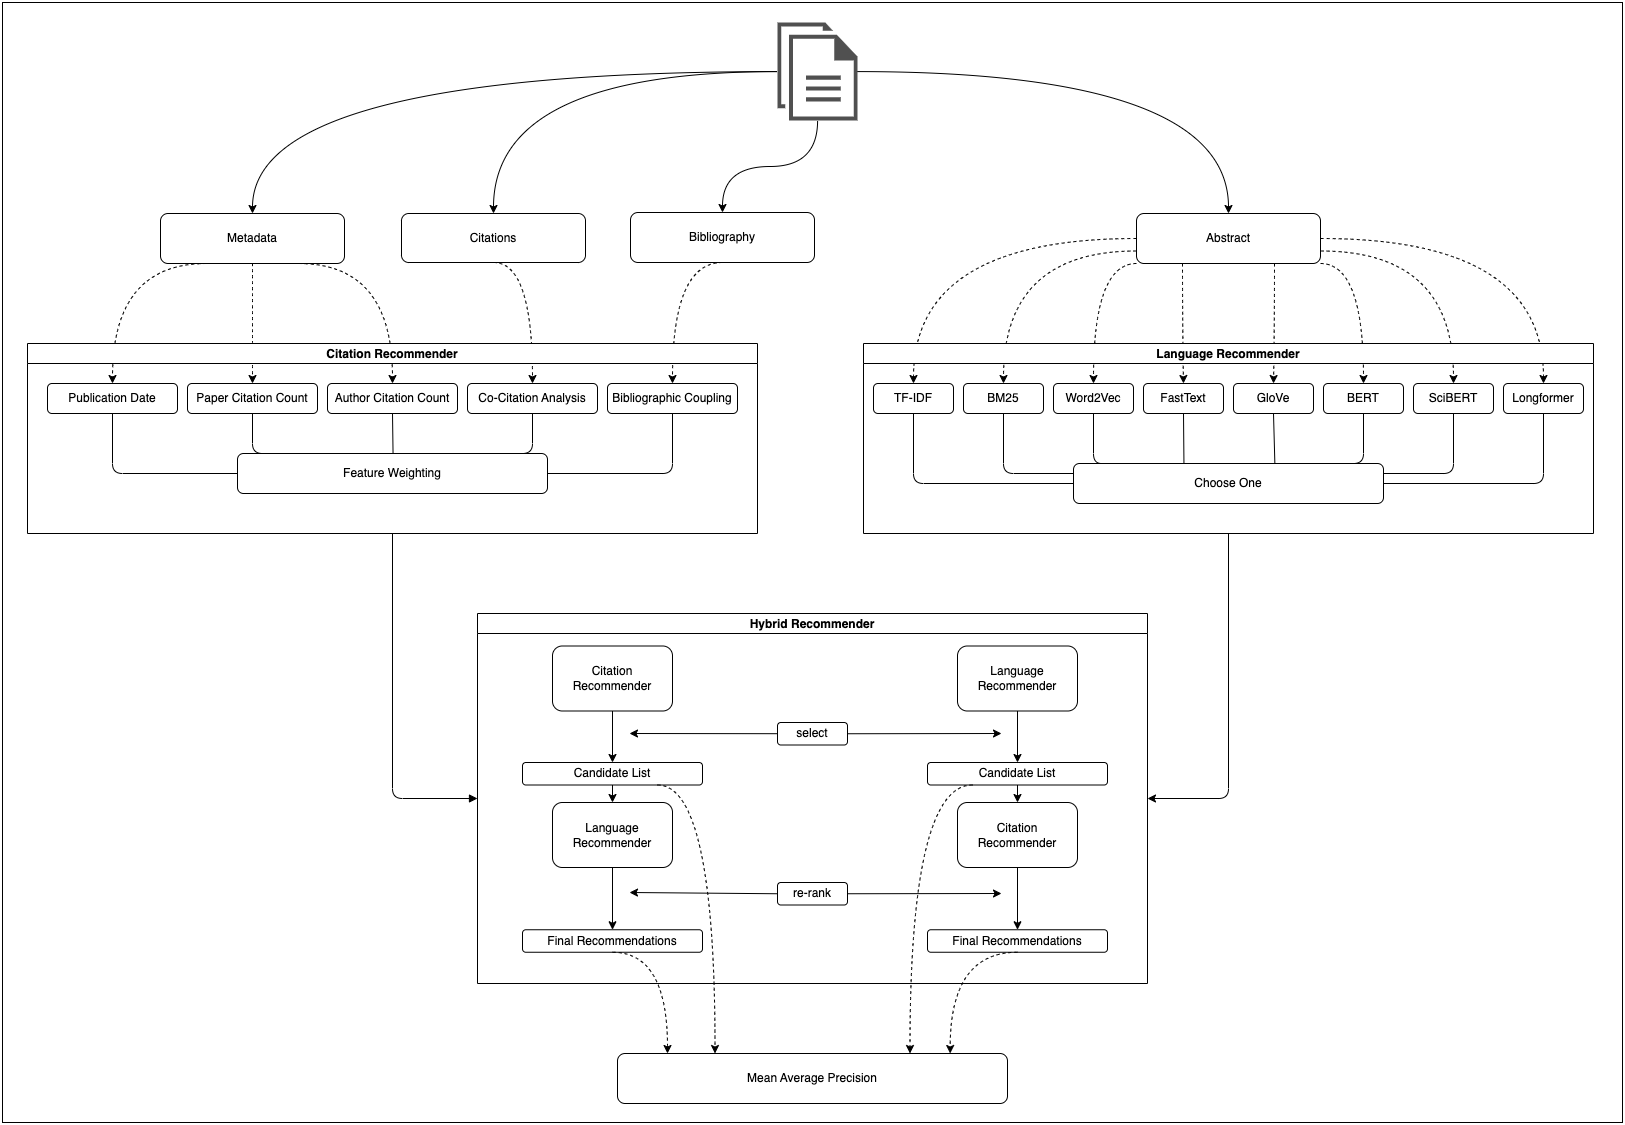 Metadata
Citations
Bibliography
Abstract
Citation Recommender
Language Recommender
Publication Date
Paper Citation Count
Author Citation Count
Co-Citation Analysis
Bibliographic Coupling
TF-IDF
BM25
Word2Vec
FastText
GloVe
BERT
SciBERT
Longformer
Feature Weighting
Choose One
Hybrid Recommender
Citation
Recommender
Language
Recommender
select
Candidate List
Candidate List
Language
Recommender
Citation
Recommender
re-rank
Final Recommendations
Final Recommendations
Mean Average Precision